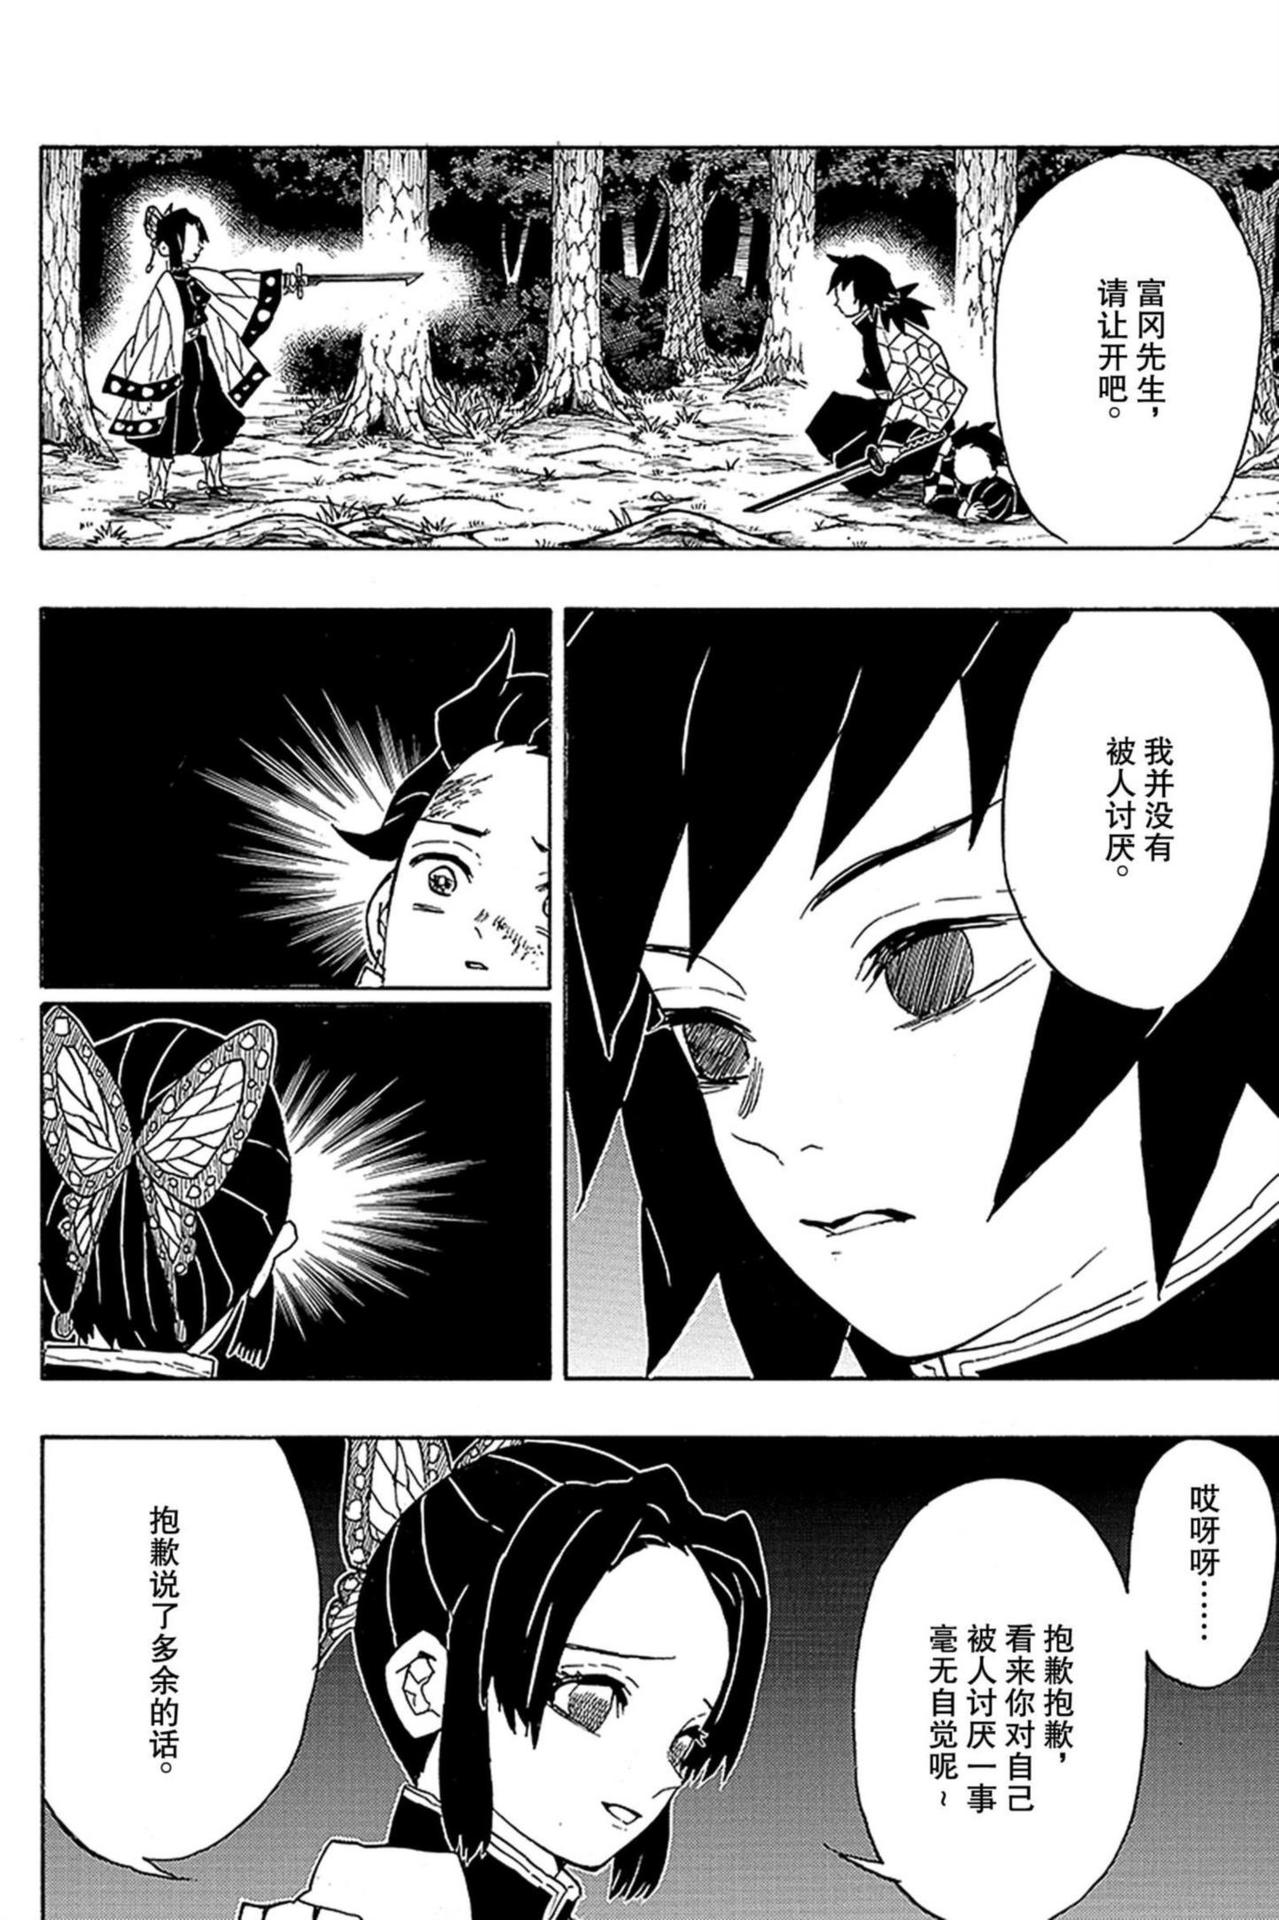 富冈先生，
请让开吧。
我并没有
被人讨厌。
哎呀呀……
抱歉抱歉，
看来你对自己
被人讨厌一事
毫无自觉呢~
抱歉说了多余的话。